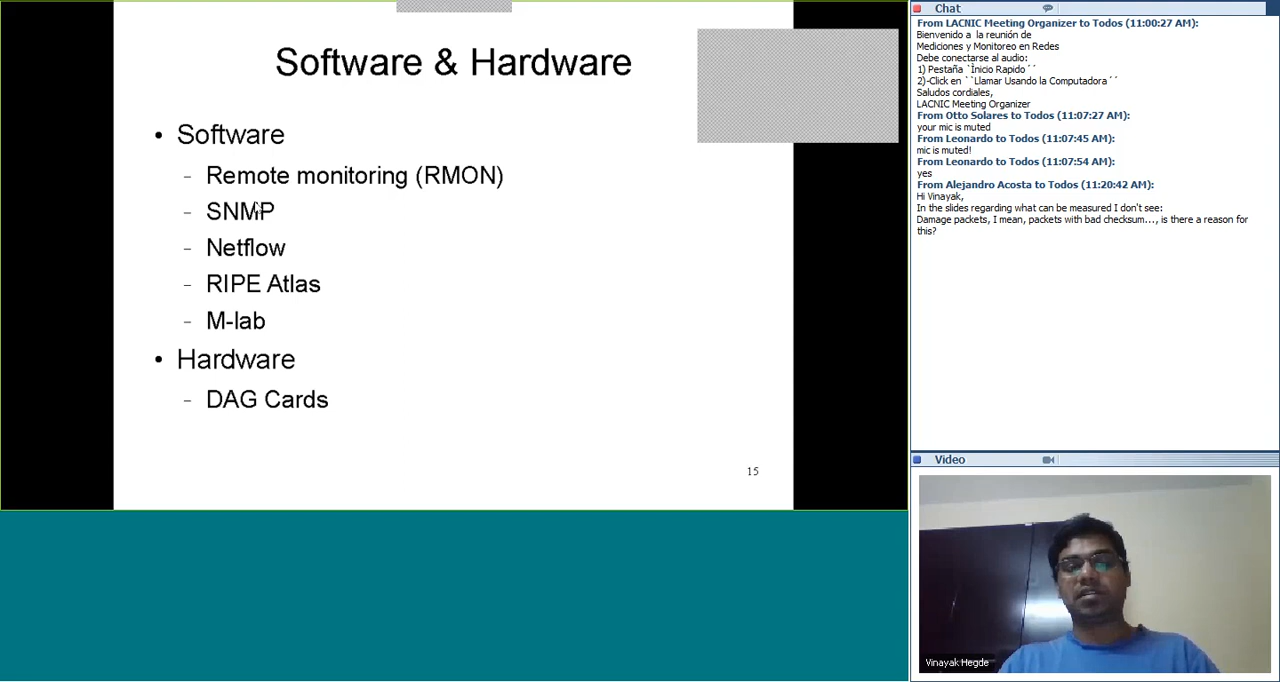 Software & Hardware
• Software
– Remote monitoring (RMON)
– SNMP
– Netflow
– RIPE Atlas
– M-lab
• Hardware
– DAG Cards
15
Chat
From LACNIC Meeting Organizer to Todos (11:00:27 AM):
Bienvenido a la reunión de
Mediciones y Monitoreo en Redes
Debe conectarse al audio:
1) Pestaña `Ìnicio Rapido´´
2)-Click en ``Llamar Usando la Computadora´´
Saludos cordiales,
LACNIC Meeting Organizer
From Otto Solares to Todos (11:07:27 AM):
your mic is muted
From Leonardo to Todos (11:07:45 AM):
mic is muted!
From Leonardo to Todos (11:07:54 AM):
yes
From Alejandro Acosta to Todos (11:20:42 AM):
Hi Vinayak,
In the slides regarding what can be measured I don't see:
Damage packets, I mean, packets with bad checksum..., is there a reason for
this?
Video
Vinayak Hegde